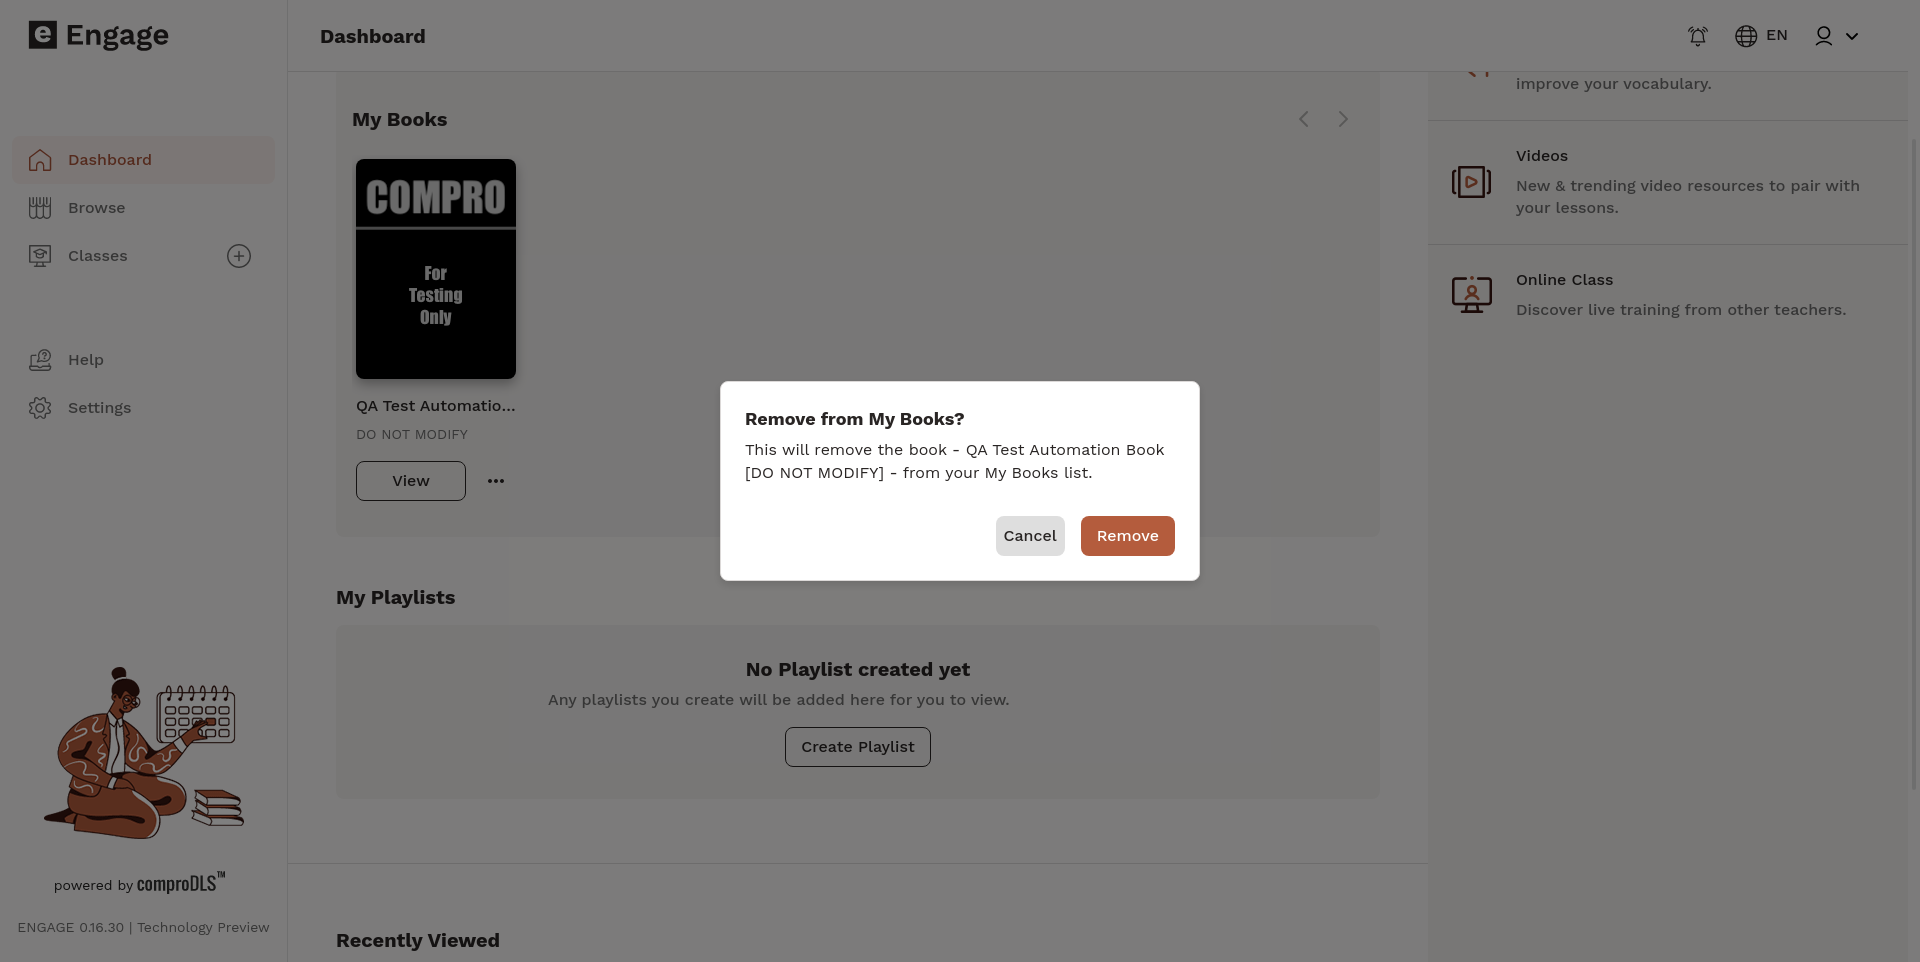 e Engage
Dashboard
EN
Dashboard
Browse
Classes
Help
Settings
powered by comproDLS™
ENGAGE 0.16.30 | Technology Preview
My Books
COMPRO
For
Testing
Only
QA Test Automatio...
DO NOT MODIFY
View
My Playlists
No Playlist created yet
Any playlists you create will be added here for you to view.
Create Playlist
Recently Viewed
improve your vocabulary.
Videos
New & trending video resources to pair with
your lessons.
Online Class
Discover live training from other teachers.
Remove from My Books?
This will remove the book - QA Test Automation Book
[DO NOT MODIFY] - from your My Books list.
Cancel
Remove